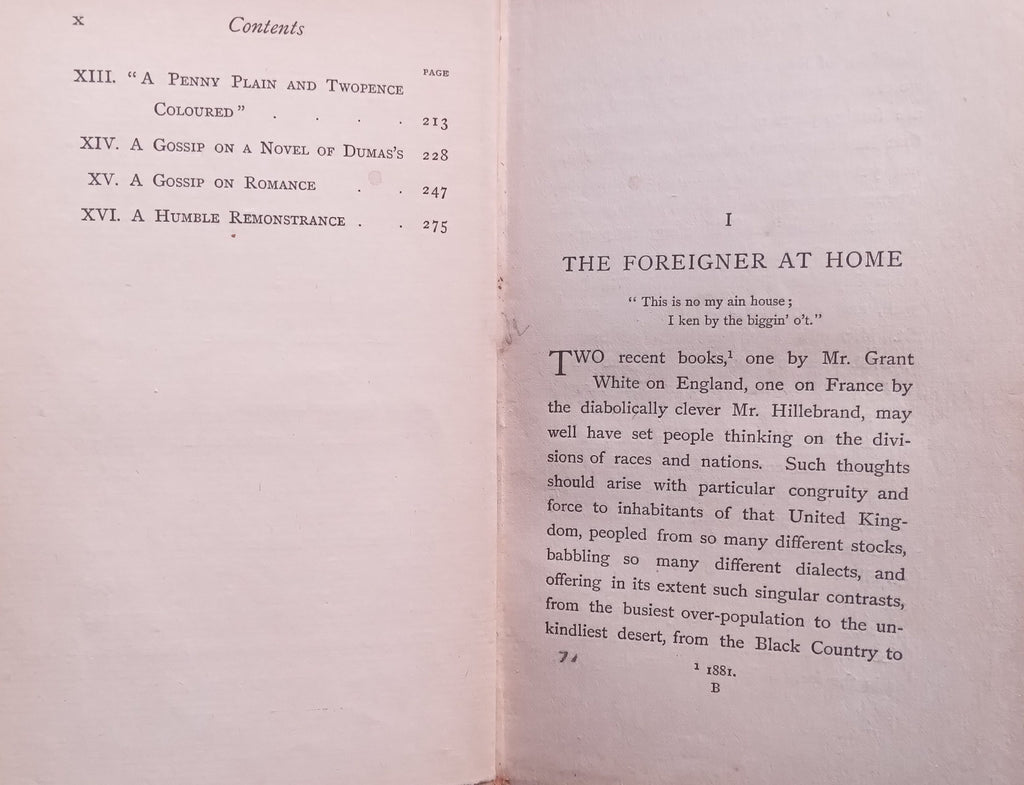 x
Contents
PAGE
XIII. “A Penny Plain and Twopence
Coloured” . . . . 213
XIV. A Gossip on a Novel of Dumas's 228
XV. A Gossip on Romance . . 247
XVI. A Humble Remonstrance . . 275
I
THE FOREIGNER AT HOME
“ This is no my ain house ;
I ken by the biggin' o't.”
TWO recent books,¹ one by Mr. Grant
White on England, one on France by
the diabolically clever Mr. Hillebrand, may
well have set people thinking on the divi-
sions of races and nations. Such thoughts
should arise with particular congruity and
force to inhabitants of that United King-
dom, peopled from so many different stocks,
babbling so many different dialects, and
offering in its extent such singular contrasts,
from the busiest over-population to the un-
kindliest desert, from the Black Country to
¹ 1881.
B